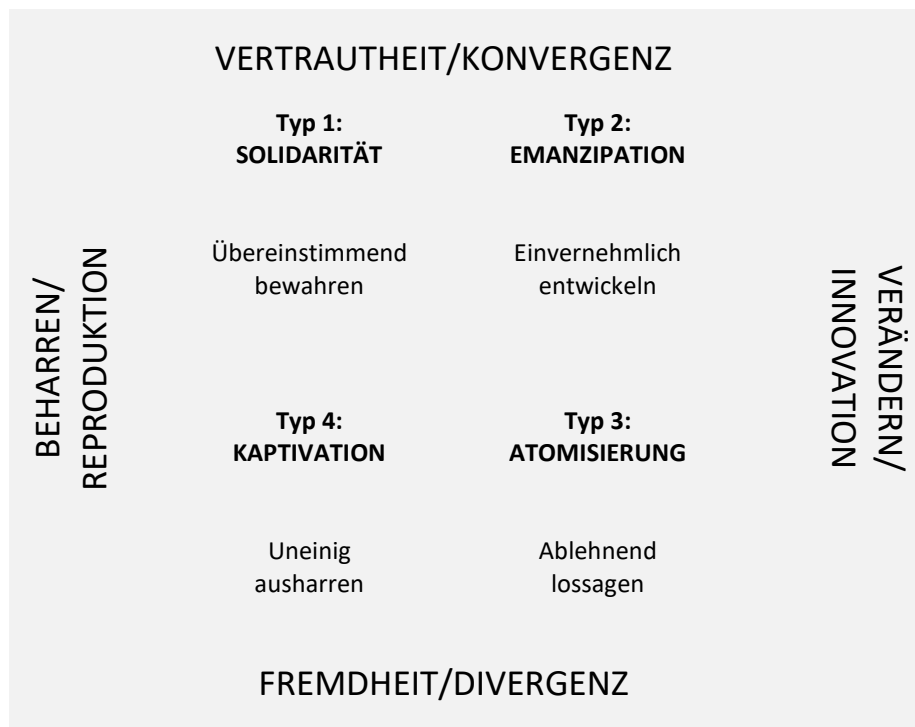 VERTRAUTHEIT/KONVERGENZ
Typ 1:
SOLIDARITÄT
Typ 2:
EMANZIPATION
Übereinstimmend
bewahren
Einvernehmlich
entwickeln
BEHARREN/
REPRODUKTION
VERÄNDERN/
INNOVATION
Typ 4:
KAPTIVATION
Typ 3:
ATOMISIERUNG
Uneinig
ausharren
Ablehnend
lossagen
FREMDHEIT/DIVERGENZ